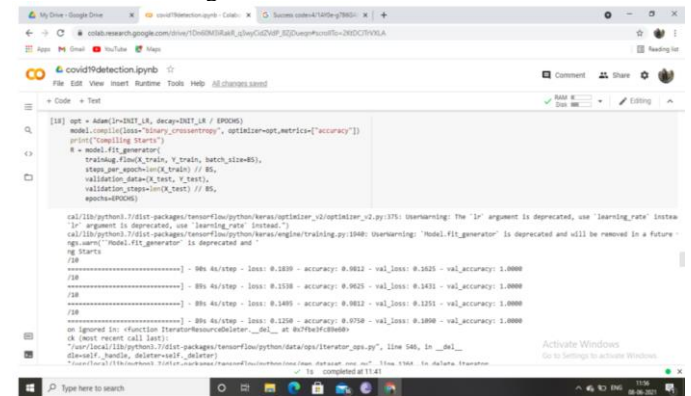 My Drive - Google Drive
covid19detection.ipynb - Colab
colab.research.google.com/drive/
Apps Gmail YouTube Maps
Reading list
CO
covid19detection.ipynb
Comment Share
File Edit View Insert Runtime Tools Help All changes saved
+ Code + Text
RAM
Disk
Editing
[18] opt = Adam(lr=INIT_LR, decay=INIT_LR / EPOCHS)
model.compile(loss="binary_crossentropy", optimizer=opt,metrics=["accuracy"])
print("Compiling Starts")
R = model.fit_generator(
trainAug.flow(X_train, Y_train, batch_size=BS),
steps_per_epoch=len(X_train) // BS,
validation_data=(X_test, Y_test),
validation_steps=len(X_test) // BS,
epochs=EPOCHS)
cal/lib/python3.7/dist-packages/tensorflow/python/keras/optimizer_v2/optimizer_v2.py:375: UserWarning: The `lr` argument is deprecated, use `learning_rate` instea
"`lr` argument is deprecated, use `learning_rate` instead.")
cal/lib/python3.7/dist-packages/tensorflow/python/keras/engine/training.py:1940: UserWarning: `Model.fit_generator` is deprecated and will be removed in a future
ngs.warn('`Model.fit_generator` is deprecated and '
ng Starts
/10
==============================] - 90s 4s/step - loss: 0.1839 - accuracy: 0.9812 - val_loss: 0.1625 - val_accuracy: 1.0000
/10
==============================] - 89s 4s/step - loss: 0.1538 - accuracy: 0.9625 - val_loss: 0.1431 - val_accuracy: 1.0000
/10
==============================] - 89s 4s/step - loss: 0.1495 - accuracy: 0.9812 - val_loss: 0.1251 - val_accuracy: 1.0000
/10
==============================] - 89s 4s/step - loss: 0.1250 - accuracy: 0.9750 - val_loss: 0.1090 - val_accuracy: 1.0000
on ignored in: <function IteratorResourceDeleter.__del__ at 0x7fbe3fc89e60>
ck (most recent call last):
"/usr/local/lib/python3.7/dist-packages/tensorflow/python/data/ops/iterator_ops.py", line 546, in __del__
dle=self._handle, deleter=self._deleter)
Activate Windows
Go to Settings to activate Windows.
1s completed at 11:41
Type here to search
ENG
11:56
08-06-2021